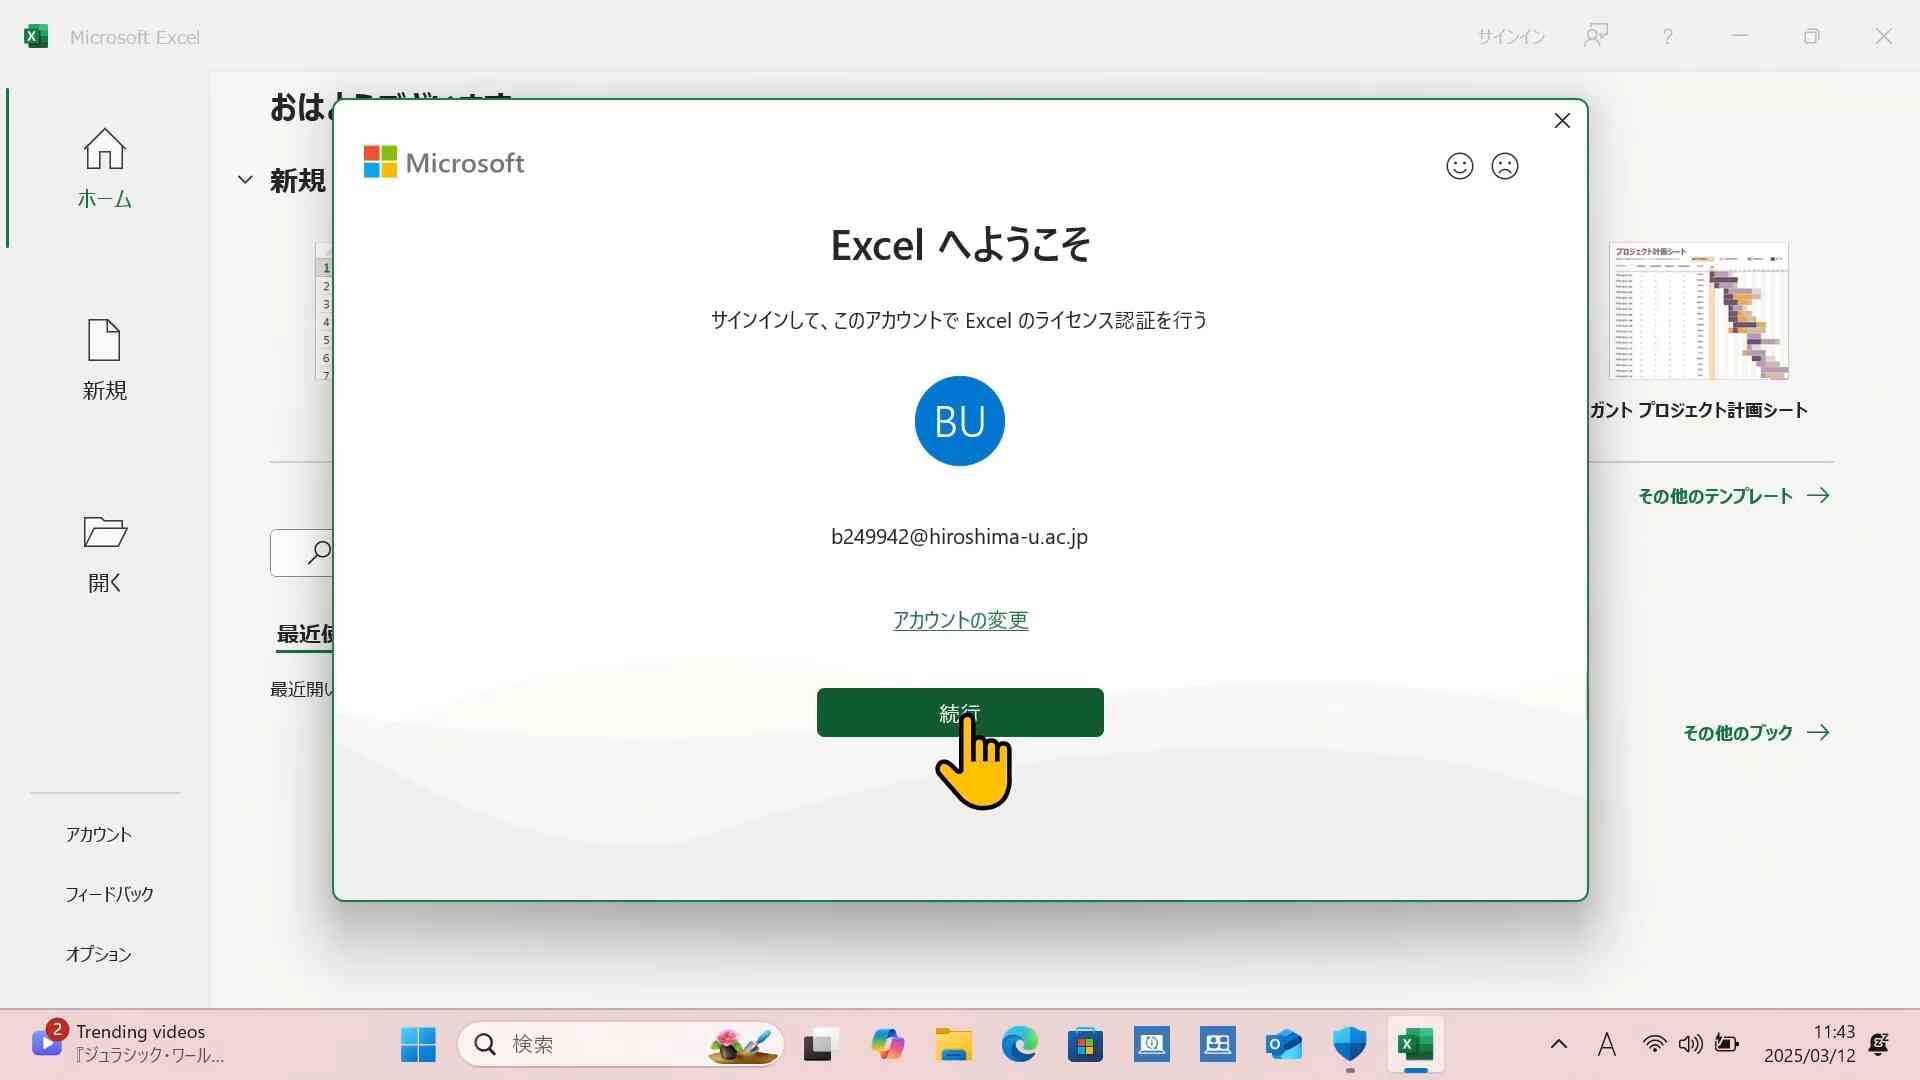 Microsoft Excel
サインイン
?
ホーム
新規
開く
アカウント
フィードバック
オプション
おは
新規
1
2
3
4
5
6
7
最近
最近開い
Microsoft
Excel へようこそ
サインインして、このアカウントで Excel のライセンス認証を行う
BU
b249942@hiroshima-u.ac.jp
アカウントの変更
続行
プロジェクト計画シート
ガント プロジェクト計画シート
その他のテンプレート
その他のブック
2
Trending videos
『ジュラシック・ワール...
検索
A
11:43
2025/03/12